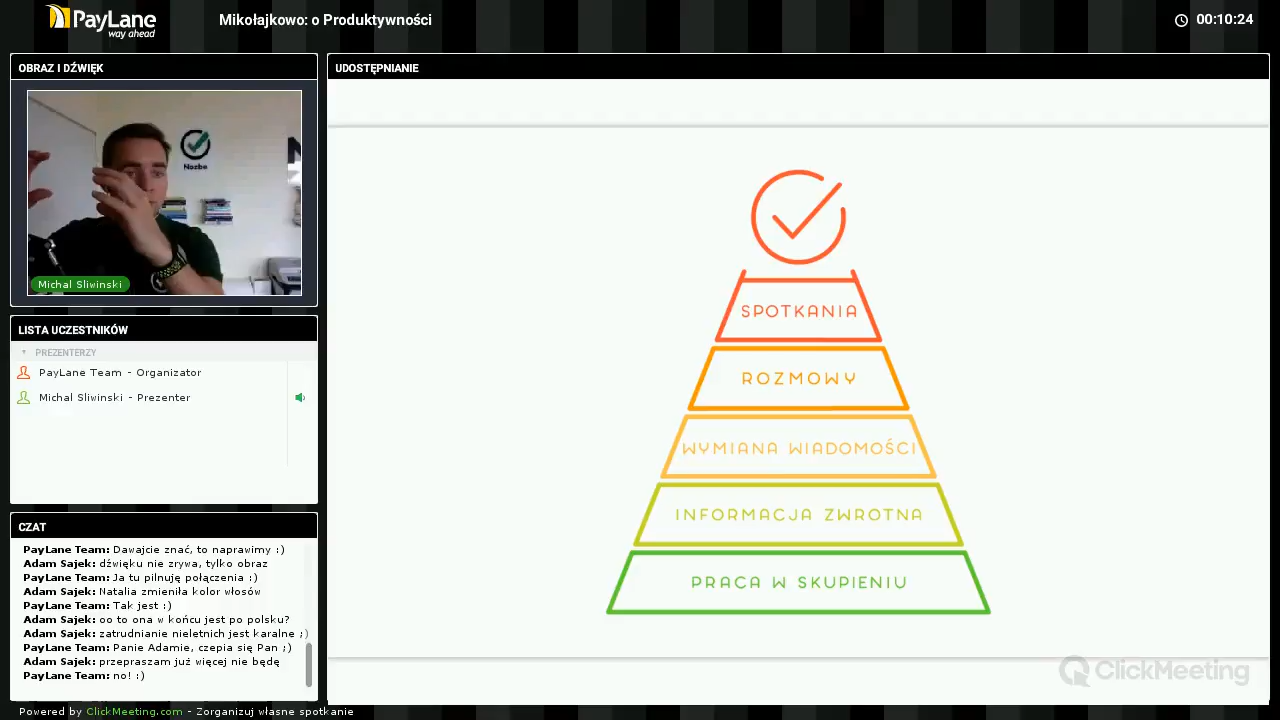 PayLane
way ahead
Mikołajkowo: o Produktywności
00:10:24
OBRAZ I DŹWIĘK
Nozbe
Michal Sliwinski
LISTA UCZESTNIKÓW
PREZENTERZY
PayLane Team - Organizator
Michal Sliwinski - Prezenter
CZAT
PayLane Team: Dawajcie znać, to naprawimy :)
Adam Sajek: dźwięku nie zrywa, tylko obraz
PayLane Team: Ja tu pilnuję połączenia :)
Adam Sajek: Natalia zmieniła kolor włosów
PayLane Team: Tak jest :)
Adam Sajek: oo to ona w końcu jest po polsku?
Adam Sajek: zatrudnianie nieletnich jest karalne ;)
PayLane Team: Panie Adamie, czepia się Pan ;)
Adam Sajek: przepraszam już więcej nie będę
PayLane Team: no! :)
Powered by ClickMeeting.com - Zorganizuj własne spotkanie
UDOSTĘPNIANIE
SPOTKANIA
ROZMOWY
WYMIANA WIADOMOŚCI
INFORMACJA ZWROTNA
PRACA W SKUPIENIU
ClickMeeting